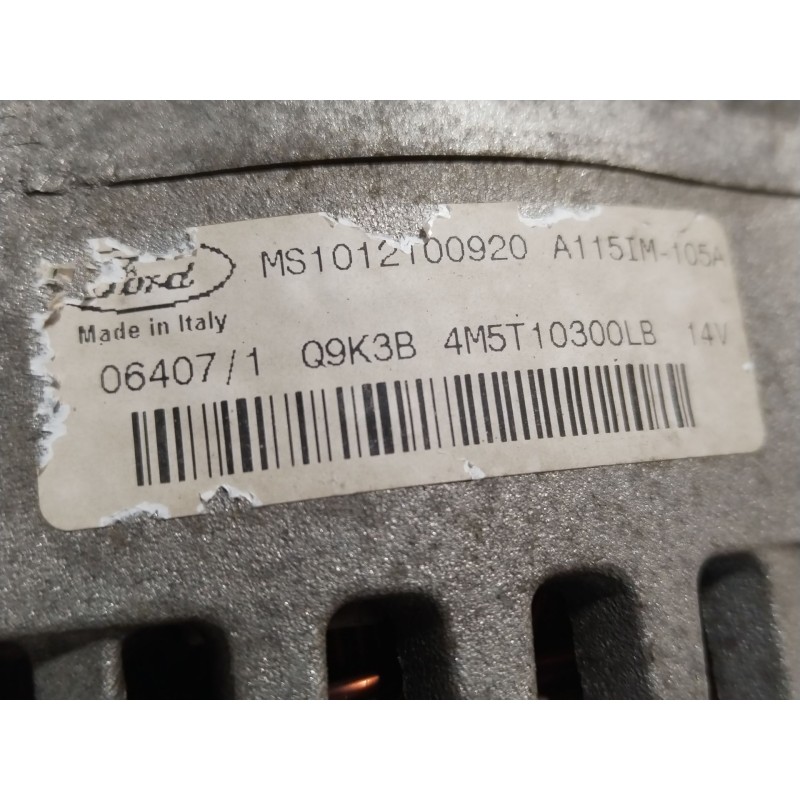 Ford MS1012100920 A115IM-105A
Made in Italy
06407/1 Q9K3B 4M5T10300LB 14V